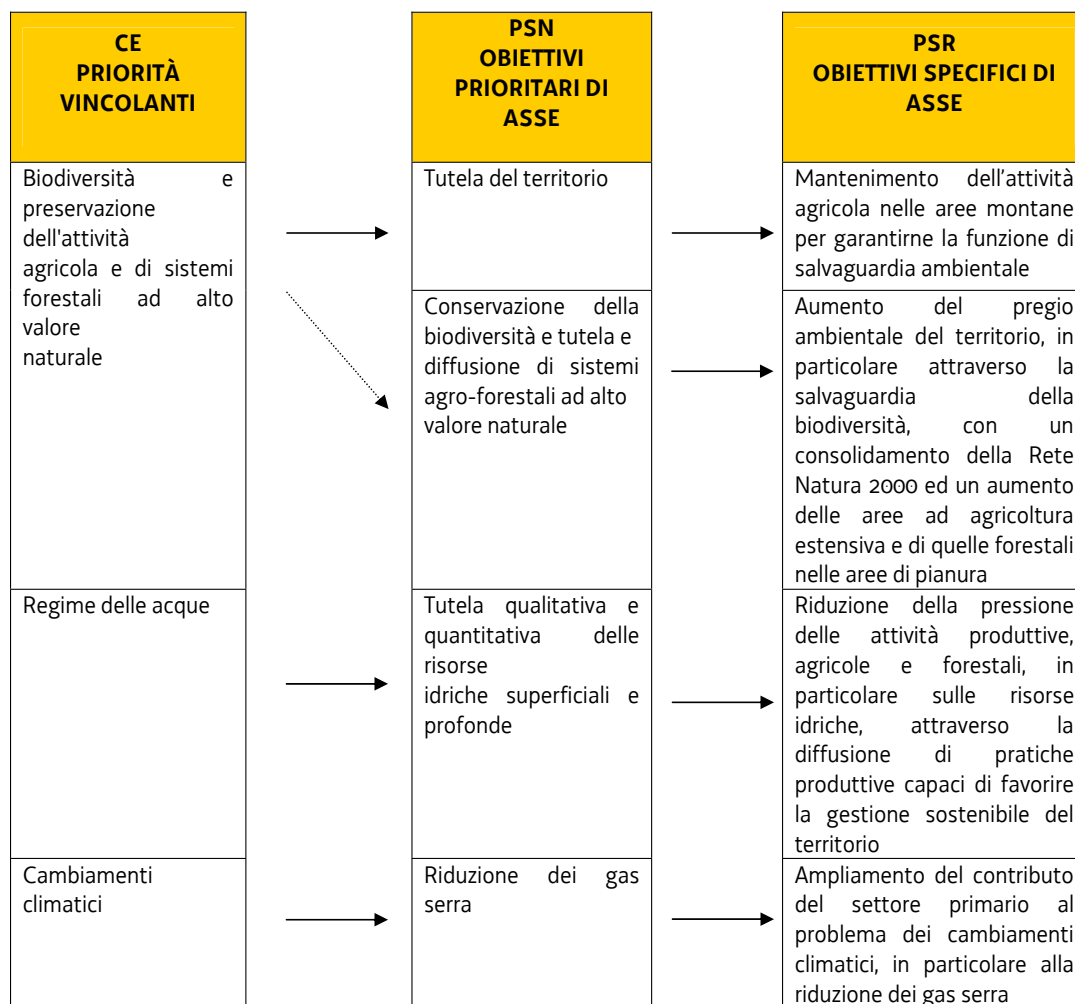 CE
PRIORITÀ
VINCOLANTI
PSN
OBIETTIVI
PRIORITARI DI
ASSE
PSR
OBIETTIVI SPECIFICI DI
ASSE
Biodiversità e
preservazione
dell'attività
agricola e di sistemi
forestali ad alto
valore
naturale
Tutela del territorio
Mantenimento dell'attività
agricola nelle aree montane
per garantirne la funzione di
salvaguardia ambientale
Conservazione della
biodiversità e tutela e
diffusione di sistemi
agro-forestali ad alto
valore naturale
Aumento del pregio
ambientale del territorio, in
particolare attraverso la
salvaguardia della
biodiversità, con un
consolidamento della Rete
Natura 2000 ed un aumento
delle aree ad agricoltura
estensiva e di quelle forestali
nelle aree di pianura
Regime delle acque
Tutela qualitativa e
quantitativa delle
risorse
idriche superficiali e
profonde
Riduzione della pressione
delle attività produttive,
agricole e forestali, in
particolare sulle risorse
idriche, attraverso la
diffusione di pratiche
produttive capaci di favorire
la gestione sostenibile del
territorio
Cambiamenti
climatici
Riduzione dei gas
serra
Ampliamento del contributo
del settore primario al
problema dei cambiamenti
climatici, in particolare alla
riduzione dei gas serra